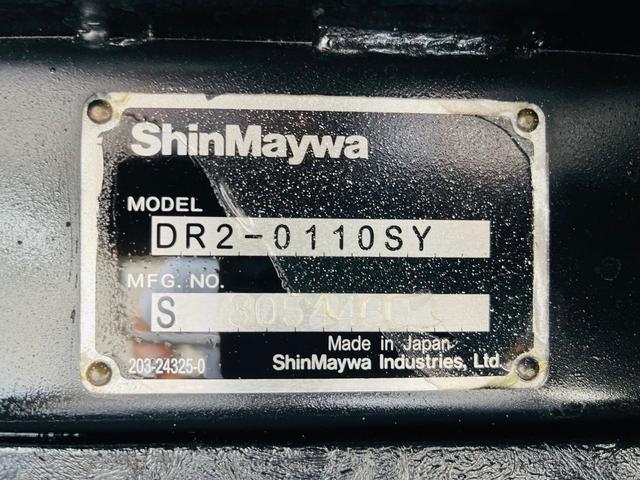 ShinMaywa
MODEL
DR2-0110SY
MFG. NO.
S
Made in Japan
203-24325-0
ShinMaywa Industries, Ltd.